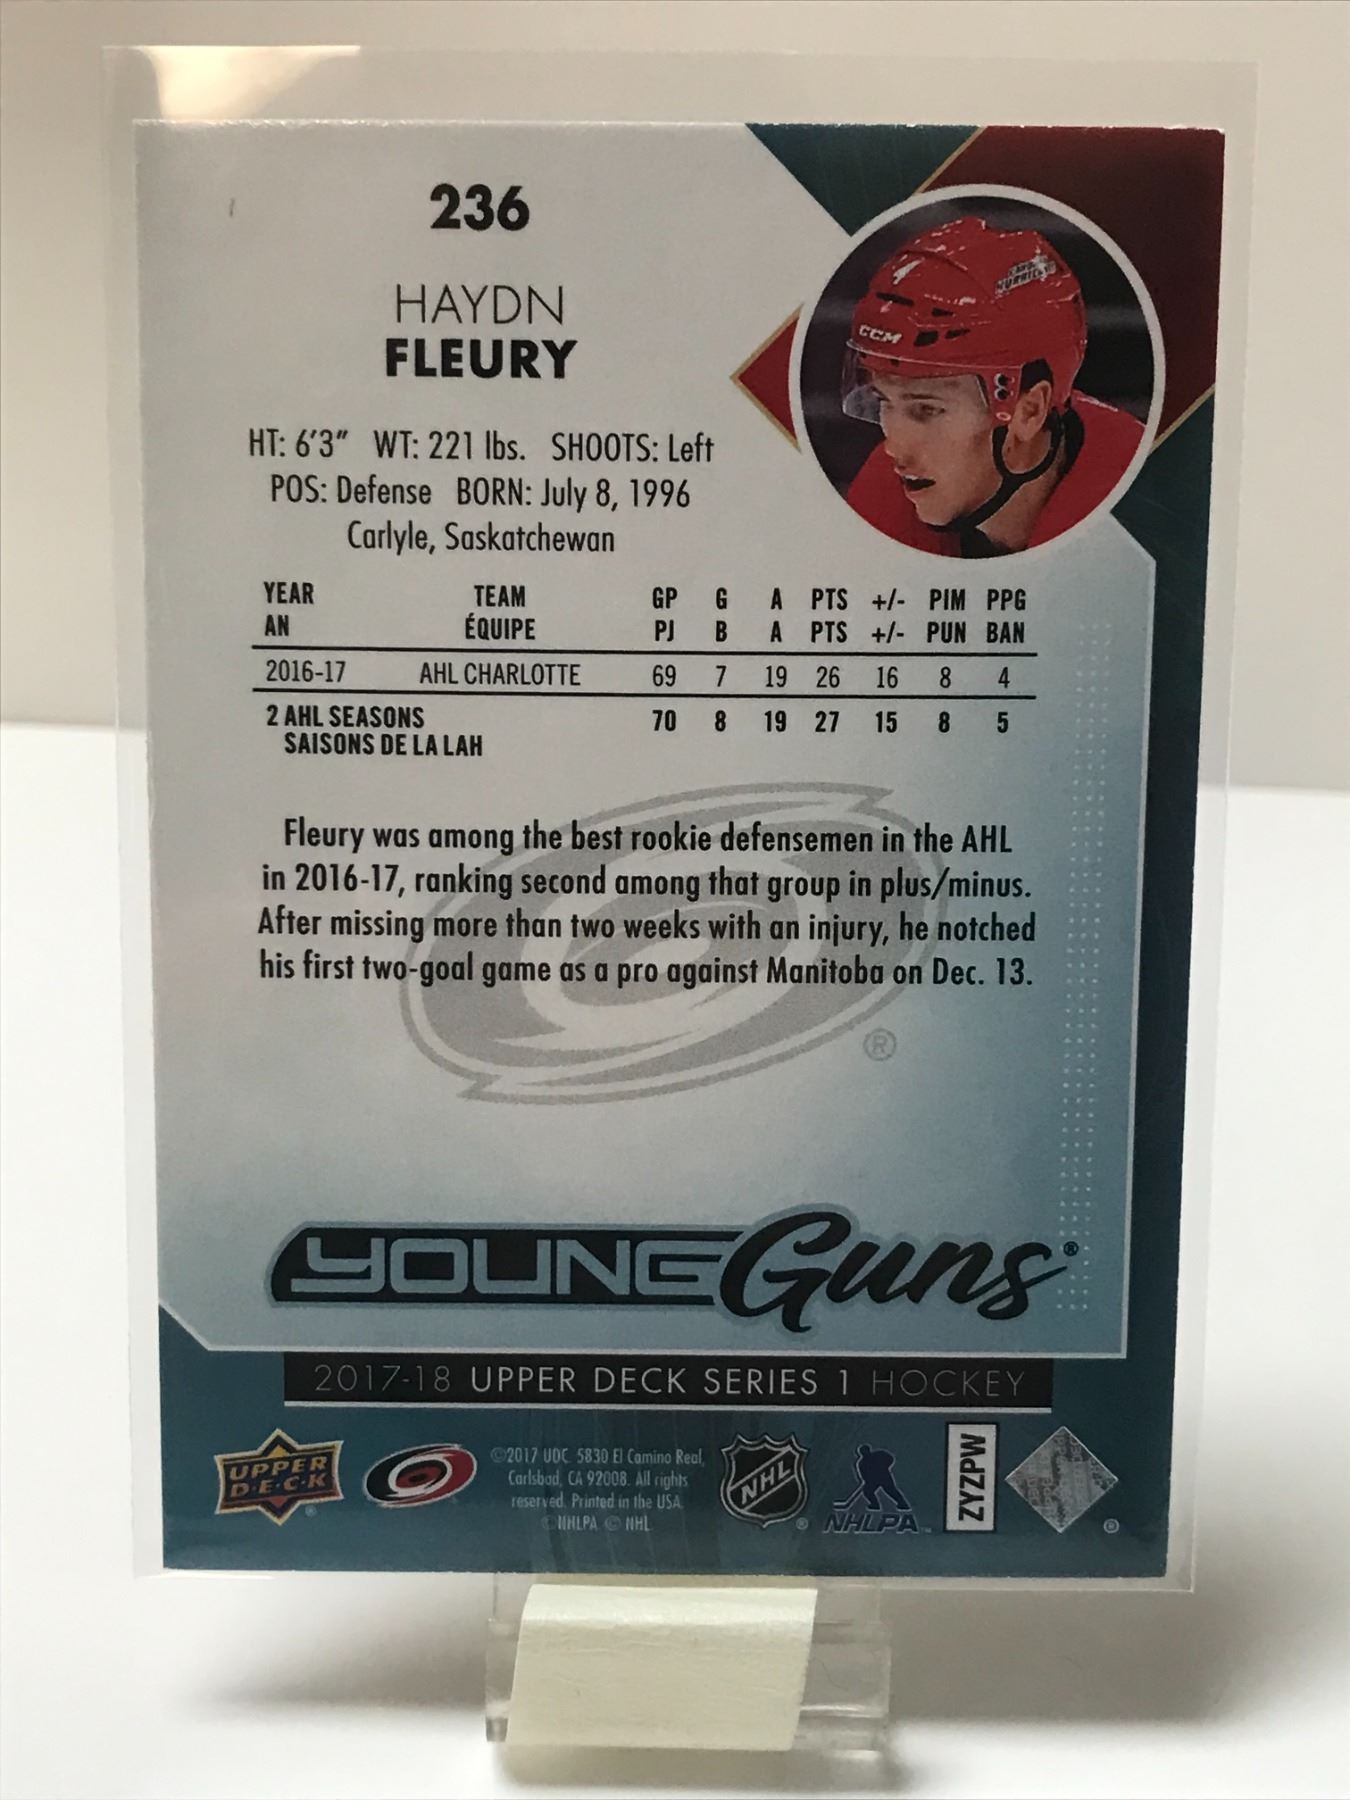 236
HAYDN
FLEURY
HT: 6'3" WT: 221 lbs. SHOOTS: Left
POS: Defense BORN: July 8, 1996
Carlyle, Saskatchewan
YEAR TEAM GP G A PTS +/- PIM PPG
AN ÉQUIPE PJ B A PTS +/- PUN BAN
2016-17 AHL CHARLOTTE 69 7 19 26 16 8 4
2 AHL SEASONS 70 8 19 27 15 8 5
SAISONS DE LA LAH
Fleury was among the best rookie defensemen in the AHL
in 2016-17, ranking second among that group in plus/minus.
After missing more than two weeks with an injury, he notched
his first two-goal game as a pro against Manitoba on Dec. 13.
®
YOUNG Guns®
2017-18 UPPER DECK SERIES 1 HOCKEY
UPPER
D·E·C·K
®
©2017 UDC. 5830 El Camino Real,
Carlsbad, CA 92008. All rights
reserved. Printed in the USA.
©NHLPA © NHL
NHL
®
NHLPA
ZYZPW
®
CCM